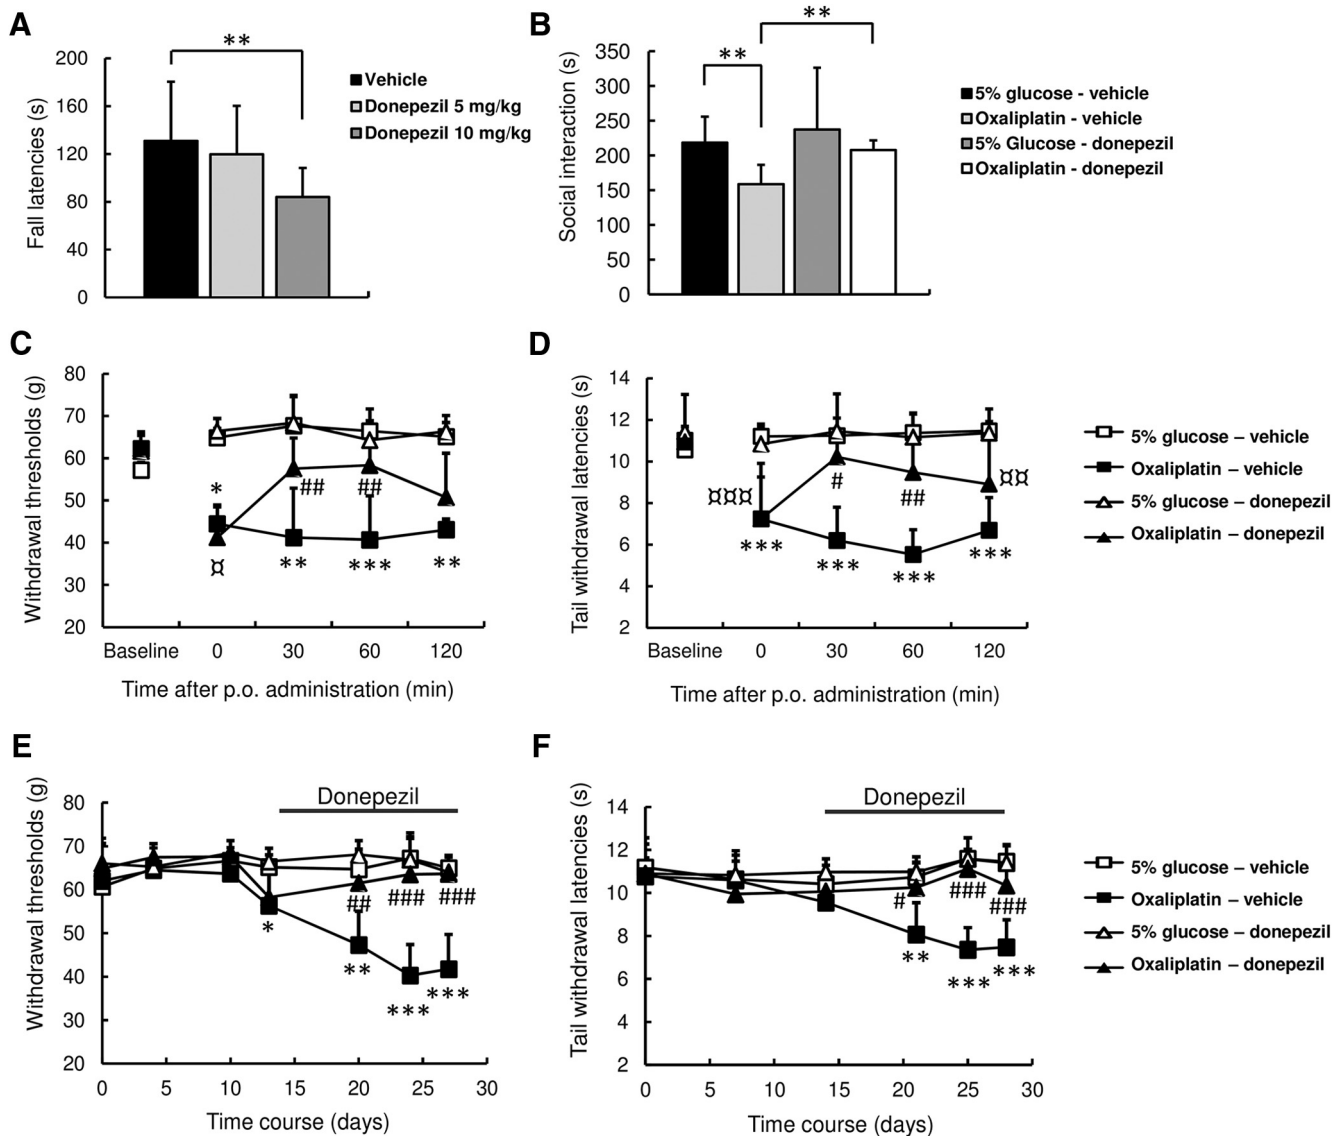 A
Fall latencies (s)
200
160
120
80
40
0
**
Vehicle
Donepezil 5 mg/kg
Donepezil 10 mg/kg
B
Social interaction (s)
350
300
250
200
150
100
50
0
**
**
5% glucose - vehicle
Oxaliplatin - vehicle
5% Glucose - donepezil
Oxaliplatin - donepezil
C
Withdrawal thresholds (g)
80
70
60
50
40
30
20
*
¤
##
##
**
***
**
Baseline 0 30 60 120
Time after p.o. administration (min)
D
Tail withdrawal latencies (s)
14
12
10
8
6
4
2
¤¤¤
***
#
##
¤¤
***
***
***
Baseline 0 30 60 120
Time after p.o. administration (min)
5% glucose – vehicle
Oxaliplatin – vehicle
5% glucose – donepezil
Oxaliplatin – donepezil
E
Withdrawal thresholds (g)
80
70
60
50
40
30
20
Donepezil
*
##
###
###
**
***
***
0 5 10 15 20 25 30
Time course (days)
F
Tail withdrawal latencies (s)
14
12
10
8
6
4
2
Donepezil
#
###
###
**
***
***
0 5 10 15 20 25 30
Time course (days)
5% glucose – vehicle
Oxaliplatin – vehicle
5% glucose – donepezil
Oxaliplatin – donepezil